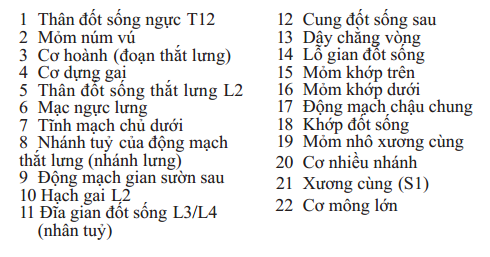 1 Thân đốt sống ngực T12
2 Mỏm núm vú
3 Cơ hoành (đoạn thắt lưng)
4 Cơ dựng gai
5 Thân đốt sống thắt lưng L2
6 Mạc ngực lưng
7 Tĩnh mạch chủ dưới
8 Nhánh tuỷ của động mạch
thắt lưng (nhánh lưng)
9 Động mạch gian sườn sau
10 Hạch gai L2
11 Đĩa gian đốt sống L3/L4
(nhân tuỷ)
12 Cung đốt sống sau
13 Dây chằng vòng
14 Lỗ gian đốt sống
15 Mỏm khớp trên
16 Mỏm khớp dưới
17 Động mạch chậu chung
18 Khớp đốt sống
19 Mỏm nhô xương cùng
20 Cơ nhiều nhánh
21 Xương cùng (S1)
22 Cơ mông lớn